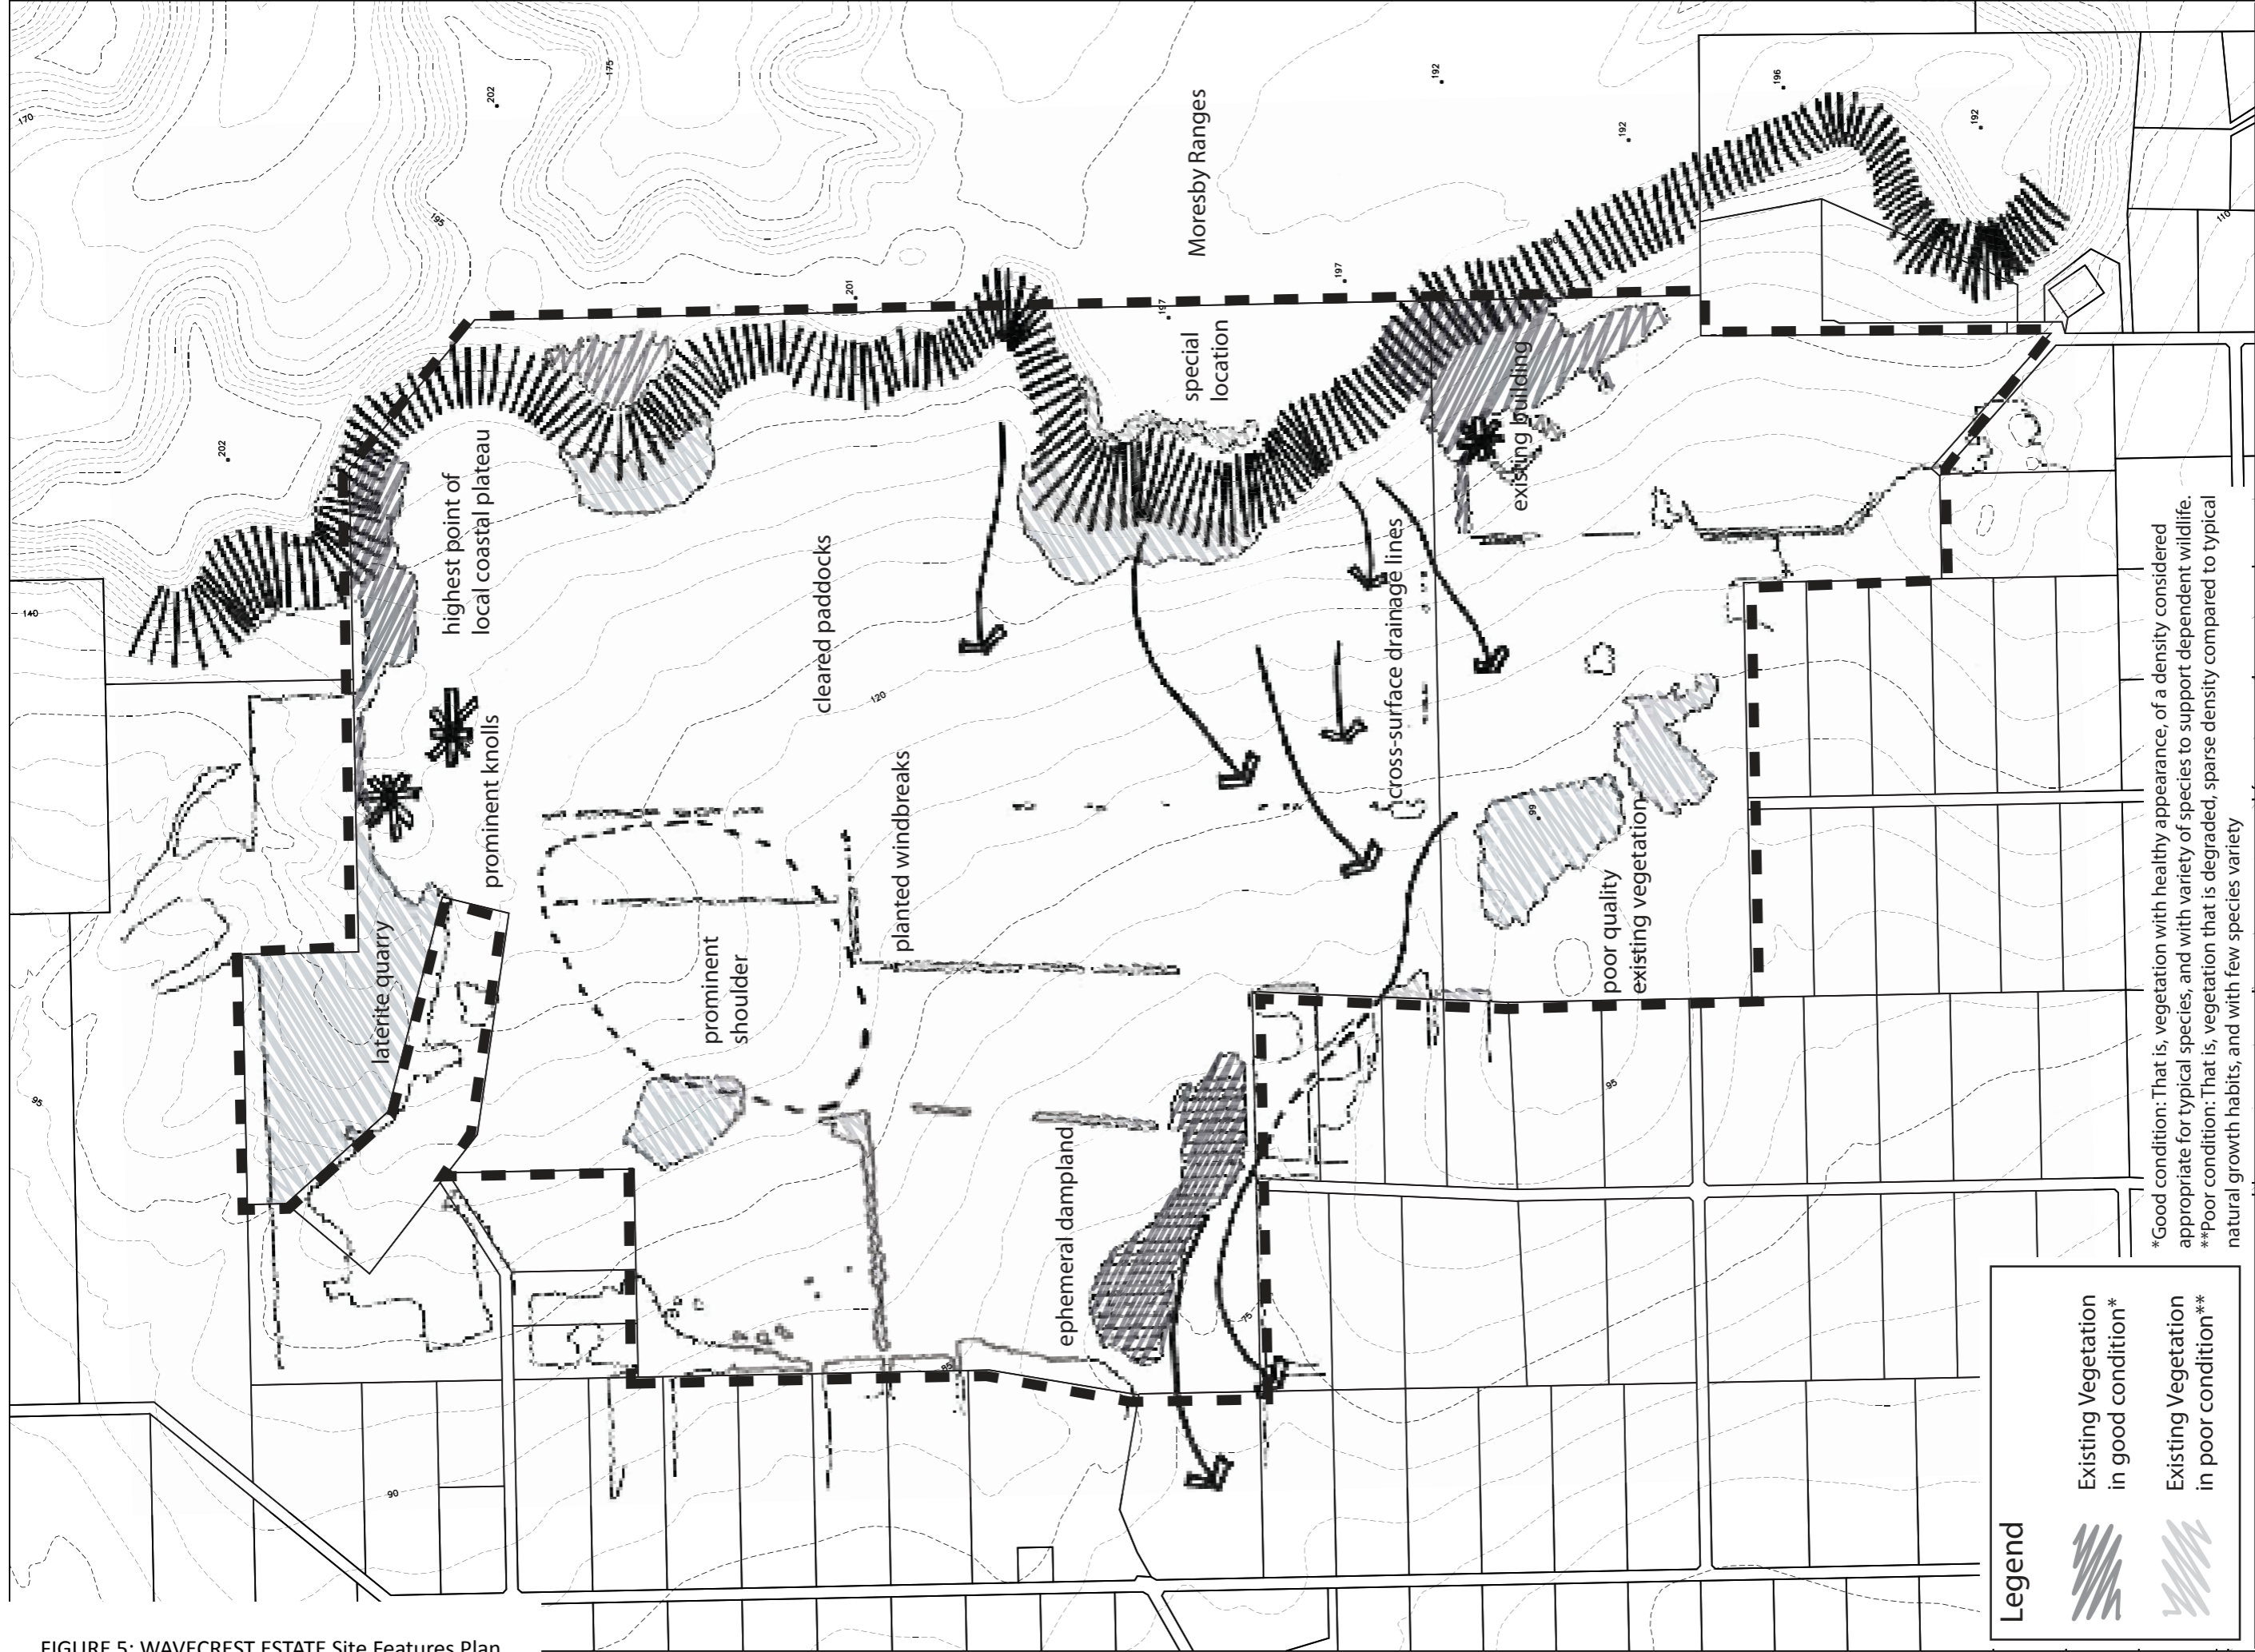 170
202
175
195
202
140
201
Moresby Ranges
192
192
196
192
110
197
197
190
special
location
existing building
highest point of
local coastal plateau
cleared paddocks
120
cross-surface drainage lines
prominent knolls
planted windbreaks
laterite quarry
prominent
shoulder
99
poor quality
existing vegetation
95
95
ephemeral dampland
75
85
90
*Good condition: That is, vegetation with healthy appearance, of a density considered
appropriate for typical species, and with variety of species to support dependent wildlife.
**Poor condition: That is, vegetation that is degraded, sparse density compared to typical
natural growth habits, and with few species variety
Legend
Existing Vegetation
in good condition*
Existing Vegetation
in poor condition**
FIGURE 5: WAVECREST ESTATE Site Features Plan